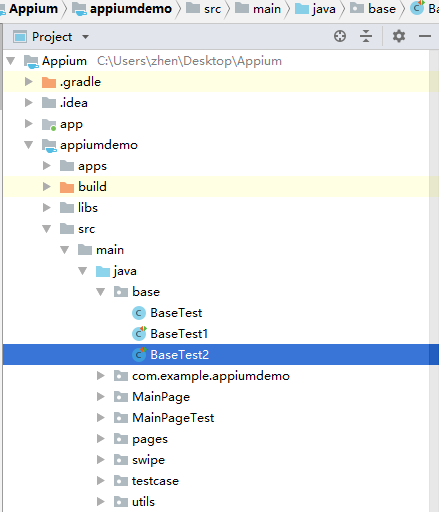 Appium appiumdemo src main java base Ba
Project
Appium C:\Users\zhen\Desktop\Appium
.gradle
.idea
app
appiumdemo
apps
build
libs
src
main
java
base
BaseTest
BaseTest1
BaseTest2
com.example.appiumdemo
MainPage
MainPageTest
pages
swipe
testcase
utils